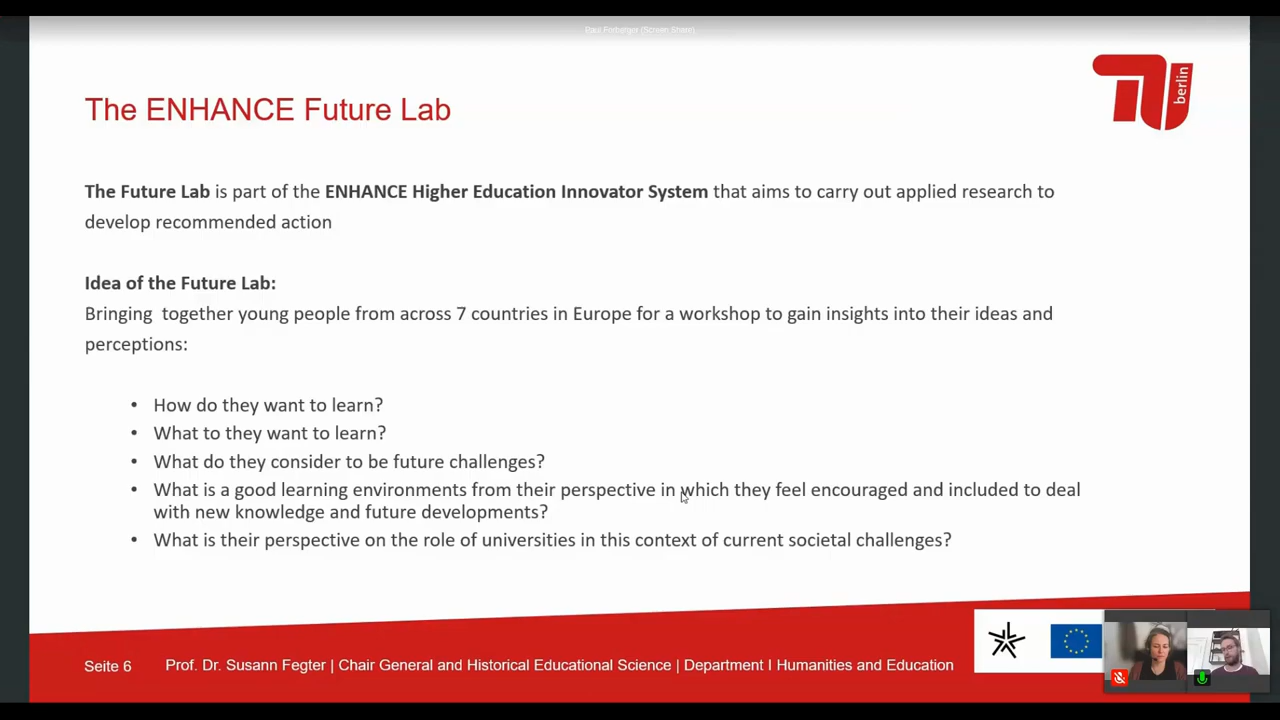 Paul Ferberger (Screen Share)
berlin
The ENHANCE Future Lab
The Future Lab is part of the ENHANCE Higher Education Innovator System that aims to carry out applied research to
develop recommended action
Idea of the Future Lab:
Bringing together young people from across 7 countries in Europe for a workshop to gain insights into their ideas and
perceptions:
• How do they want to learn?
• What to they want to learn?
• What do they consider to be future challenges?
• What is a good learning environments from their perspective in which they feel encouraged and included to deal
with new knowledge and future developments?
• What is their perspective on the role of universities in this context of current societal challenges?
Seite 6 Prof. Dr. Susann Fegter | Chair General and Historical Educational Science | Department I Humanities and Education